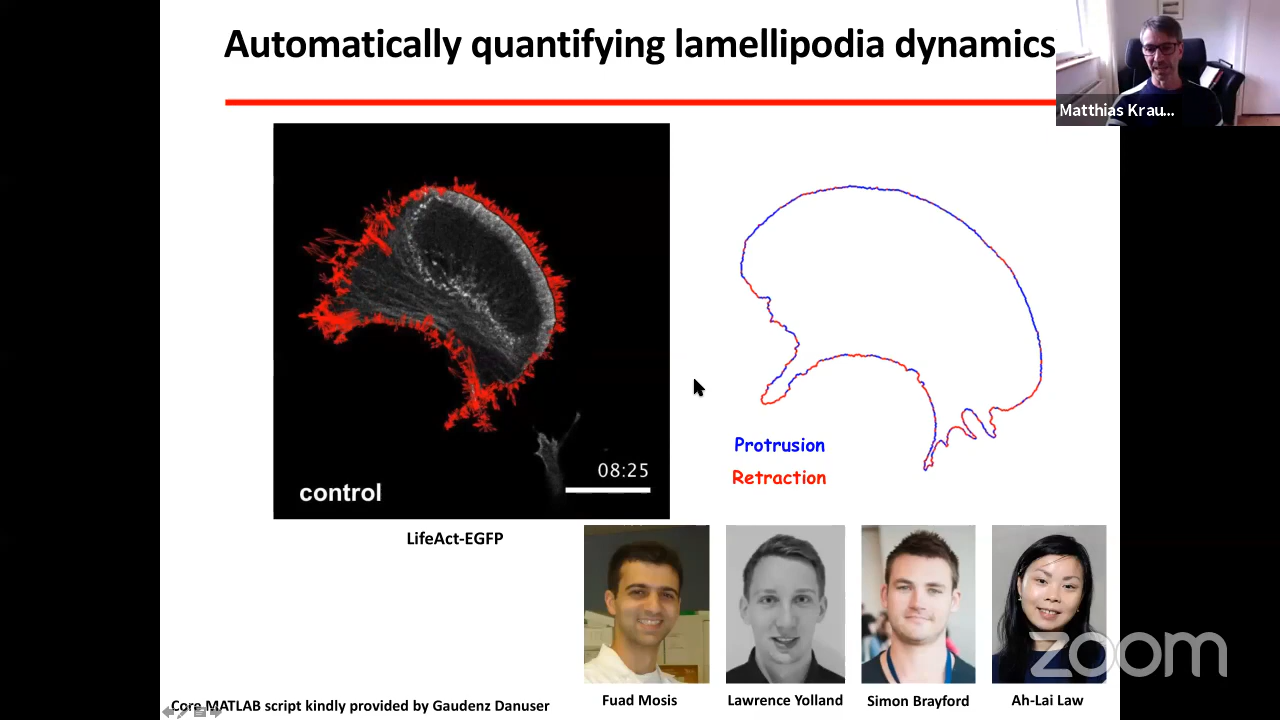 Automatically quantifying lamellipodia dynamics
Matthias Krau...
Protrusion
Retraction
08:25
control
LifeAct-EGFP
zoom
Fuad Mosis
Lawrence Yolland
Simon Brayford
Ah-Lai Law
Core MATLAB script kindly provided by Gaudenz Danuser